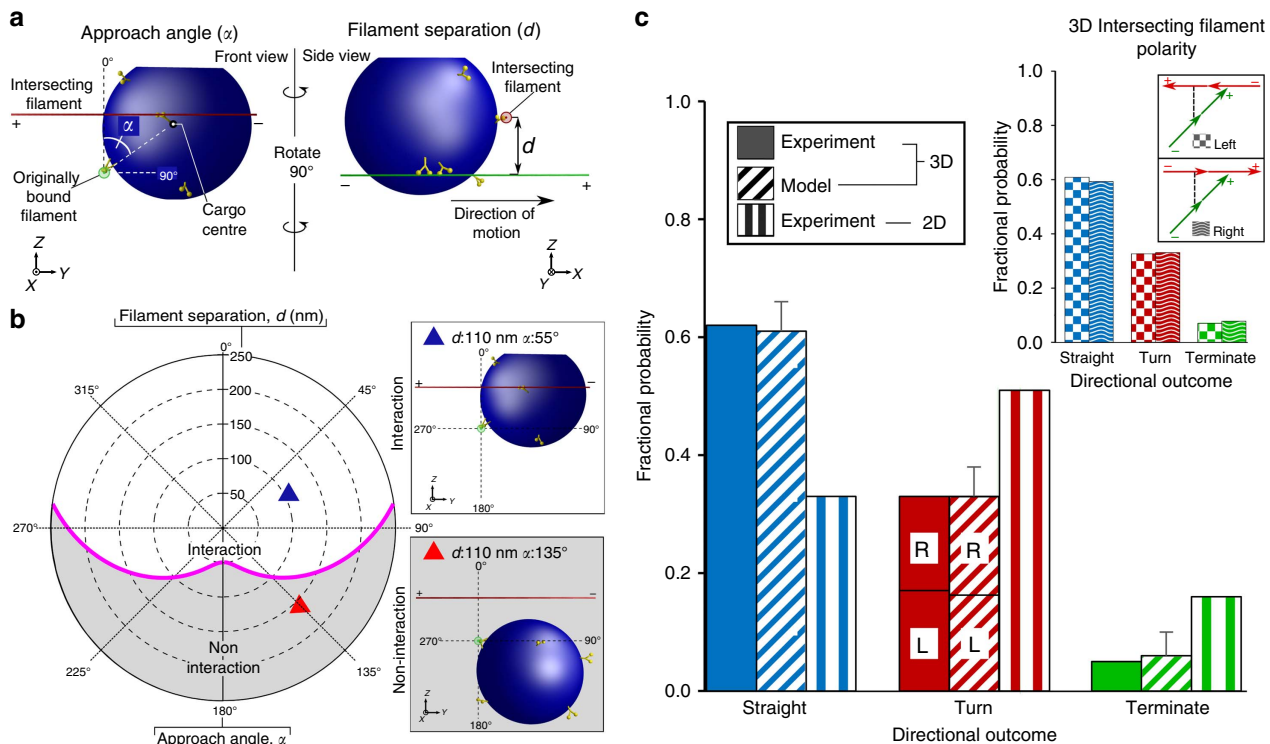 a
Approach angle (α)
Front view
Side view
Filament separation (d)
0°
Intersecting filament
+
−
α
90°
Originally bound filament
Cargo centre
Rotate 90°
Z
Y
X
Intersecting filament
d
−
+
Direction of motion
Z
X
Y
b
Filament separation, d (nm)
0°
250
200
150
100
50
315°
45°
270°
90°
Interaction
Non interaction
225°
135°
180°
Approach angle, α
Interaction
d:110 nm α:55°
0°
+
−
270°
90°
180°
Z
Y
X
Non-interaction
d:110 nm α:135°
0°
+
−
270°
90°
180°
Z
Y
X
c
Fractional probability
1.0
0.8
0.6
0.4
0.2
0.0
Experiment
Model
3D
Experiment
2D
R
L
R
L
Straight
Turn
Terminate
Directional outcome
3D Intersecting filament polarity
Fractional probability
1.0
0.8
0.6
0.4
0.2
0.0
+
−
+
−
Left
−
+
+
−
Right
Straight
Turn
Terminate
Directional outcome